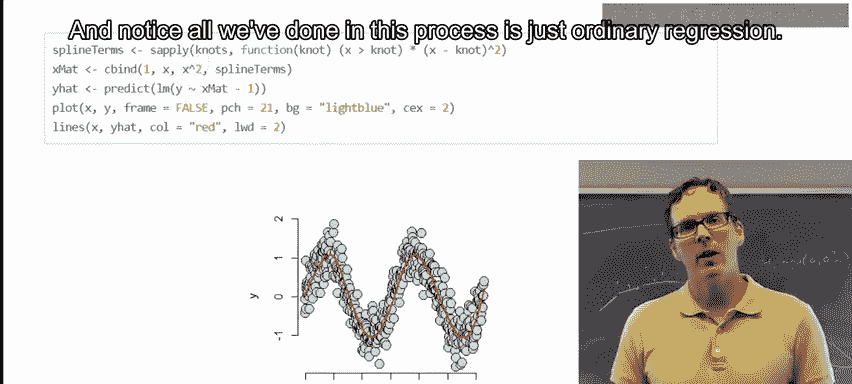 And notice all we've done in this process is just ordinary regression.
splineTerms <- sapply(knots, function(knot) (x > knot) * (x - knot)^2)
xMat <- cbind(1, x, x^2, splineTerms)
yhat <- predict(lm(y ~ xMat - 1))
plot(x, y, frame = FALSE, pch = 21, bg = "lightblue", cex = 2)
lines(x, yhat, col = "red", lwd = 2)
2
1
y
0
-1